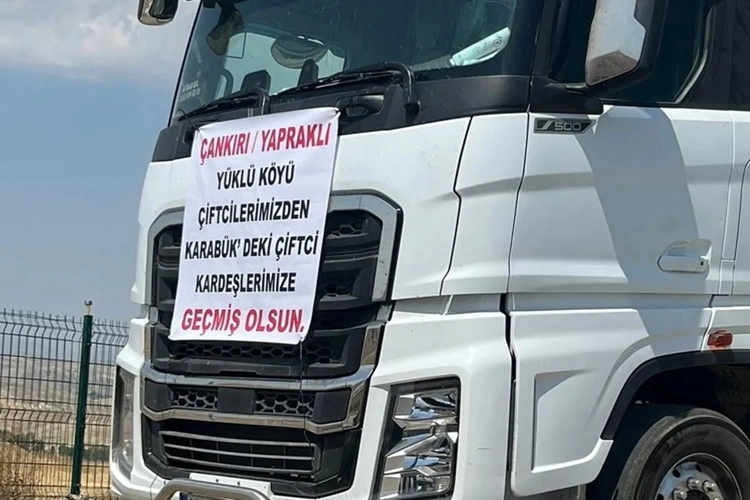 ÇANKIRI / YAPRAKLI
YÜKLÜ KÖYÜ
ÇİFTCİLERİMİZDEN
KARABÜK' DEKİ ÇİFTCİ
KARDEŞLERİMİZE
GEÇMİŞ OLSUN.
500